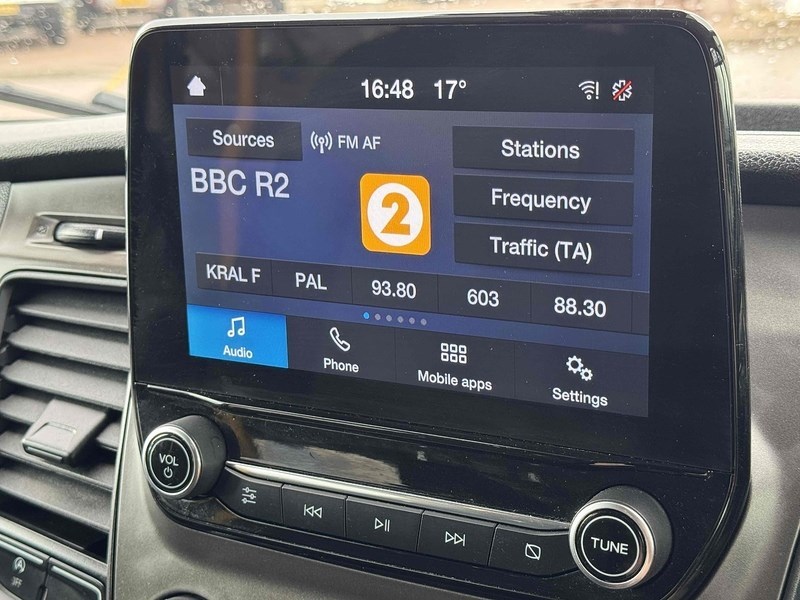 16:48 17°
Sources FM AF Stations
BBC R2
2
Frequency
Traffic (TA)
KRAL F PAL 93.80 603 88.30
Audio Phone Mobile apps Settings
VOL
TUNE
OFF